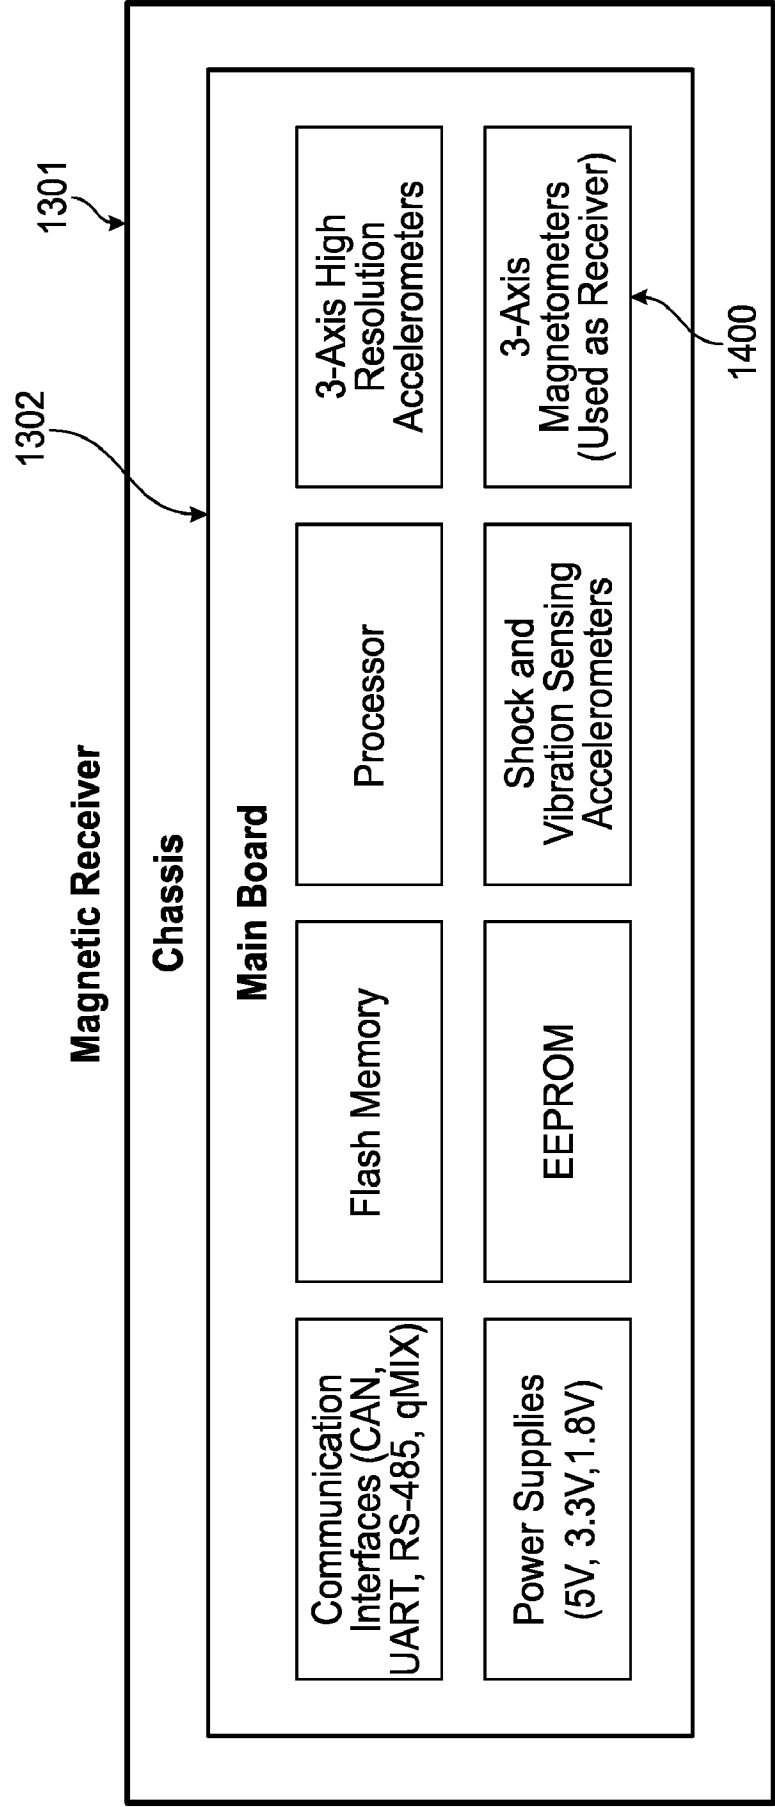 Magnetic Receiver
1301
Chassis
1302
Main Board
Communication
Interfaces (CAN,
UART, RS-485, qMIX)
Flash Memory
Processor
3-Axis High
Resolution
Accelerometers
Power Supplies
(5V, 3.3V,1.8V)
EEPROM
Shock and
Vibration Sensing
Accelerometers
3-Axis
Magnetometers
(Used as Receiver)
1400